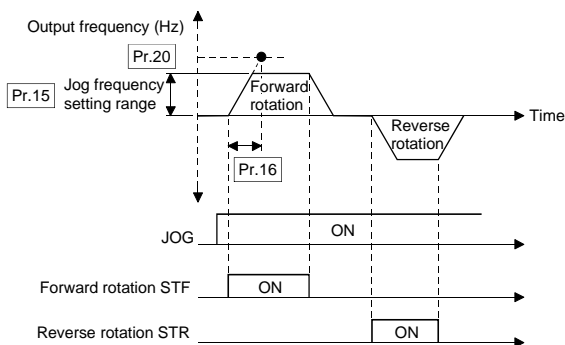 Output frequency (Hz)
Pr.20
Pr.15
Jog frequency
setting range
Forward
rotation
Time
Reverse
rotation
Pr.16
JOG
ON
Forward rotation STF
ON
Reverse rotation STR
ON